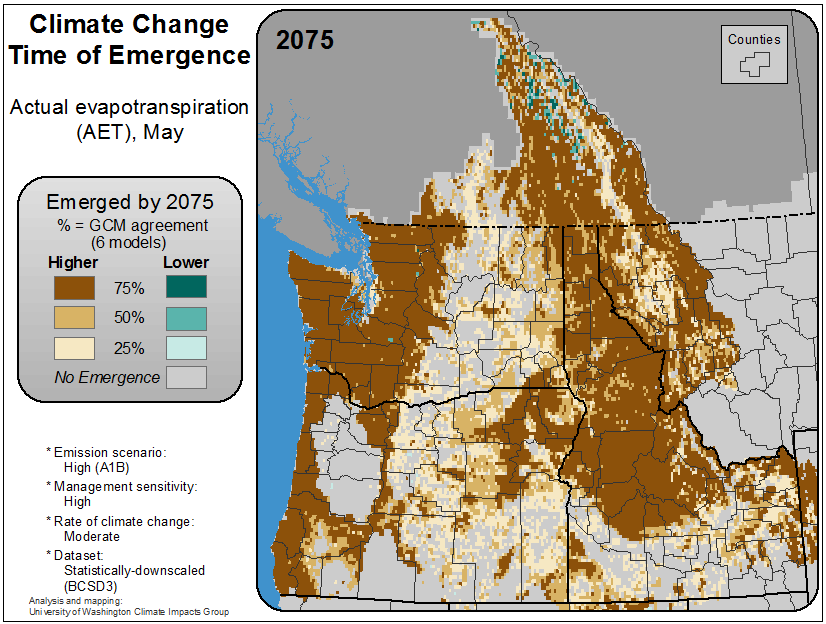 Climate Change
Time of Emergence
Actual evapotranspiration
(AET), May
Emerged by 2075
% = GCM agreement
(6 models)
Higher Lower
75%
50%
25%
No Emergence
* Emission scenario:
High (A1B)
* Management sensitivity:
High
* Rate of climate change:
Moderate
* Dataset:
Statistically-downscaled
(BCSD3)
Analysis and mapping:
University of Washington Climate Impacts Group
2075
Counties